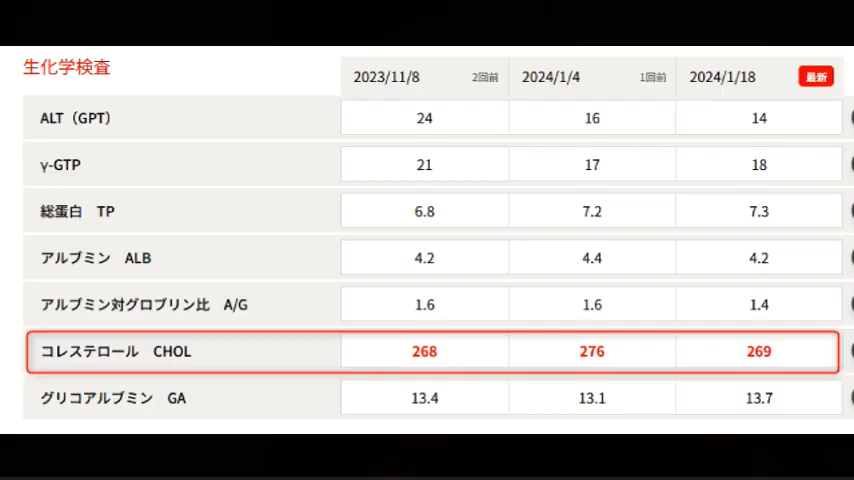 生化学検査
2023/11/8 2回前 2024/1/4 1回前 2024/1/18 最新
ALT（GPT） 24 16 14
γ-GTP 21 17 18
総蛋白　TP 6.8 7.2 7.3
アルブミン　ALB 4.2 4.4 4.2
アルブミン対グロブリン比　A/G 1.6 1.6 1.4
コレステロール　CHOL 268 276 269
グリコアルブミン　GA 13.4 13.1 13.7